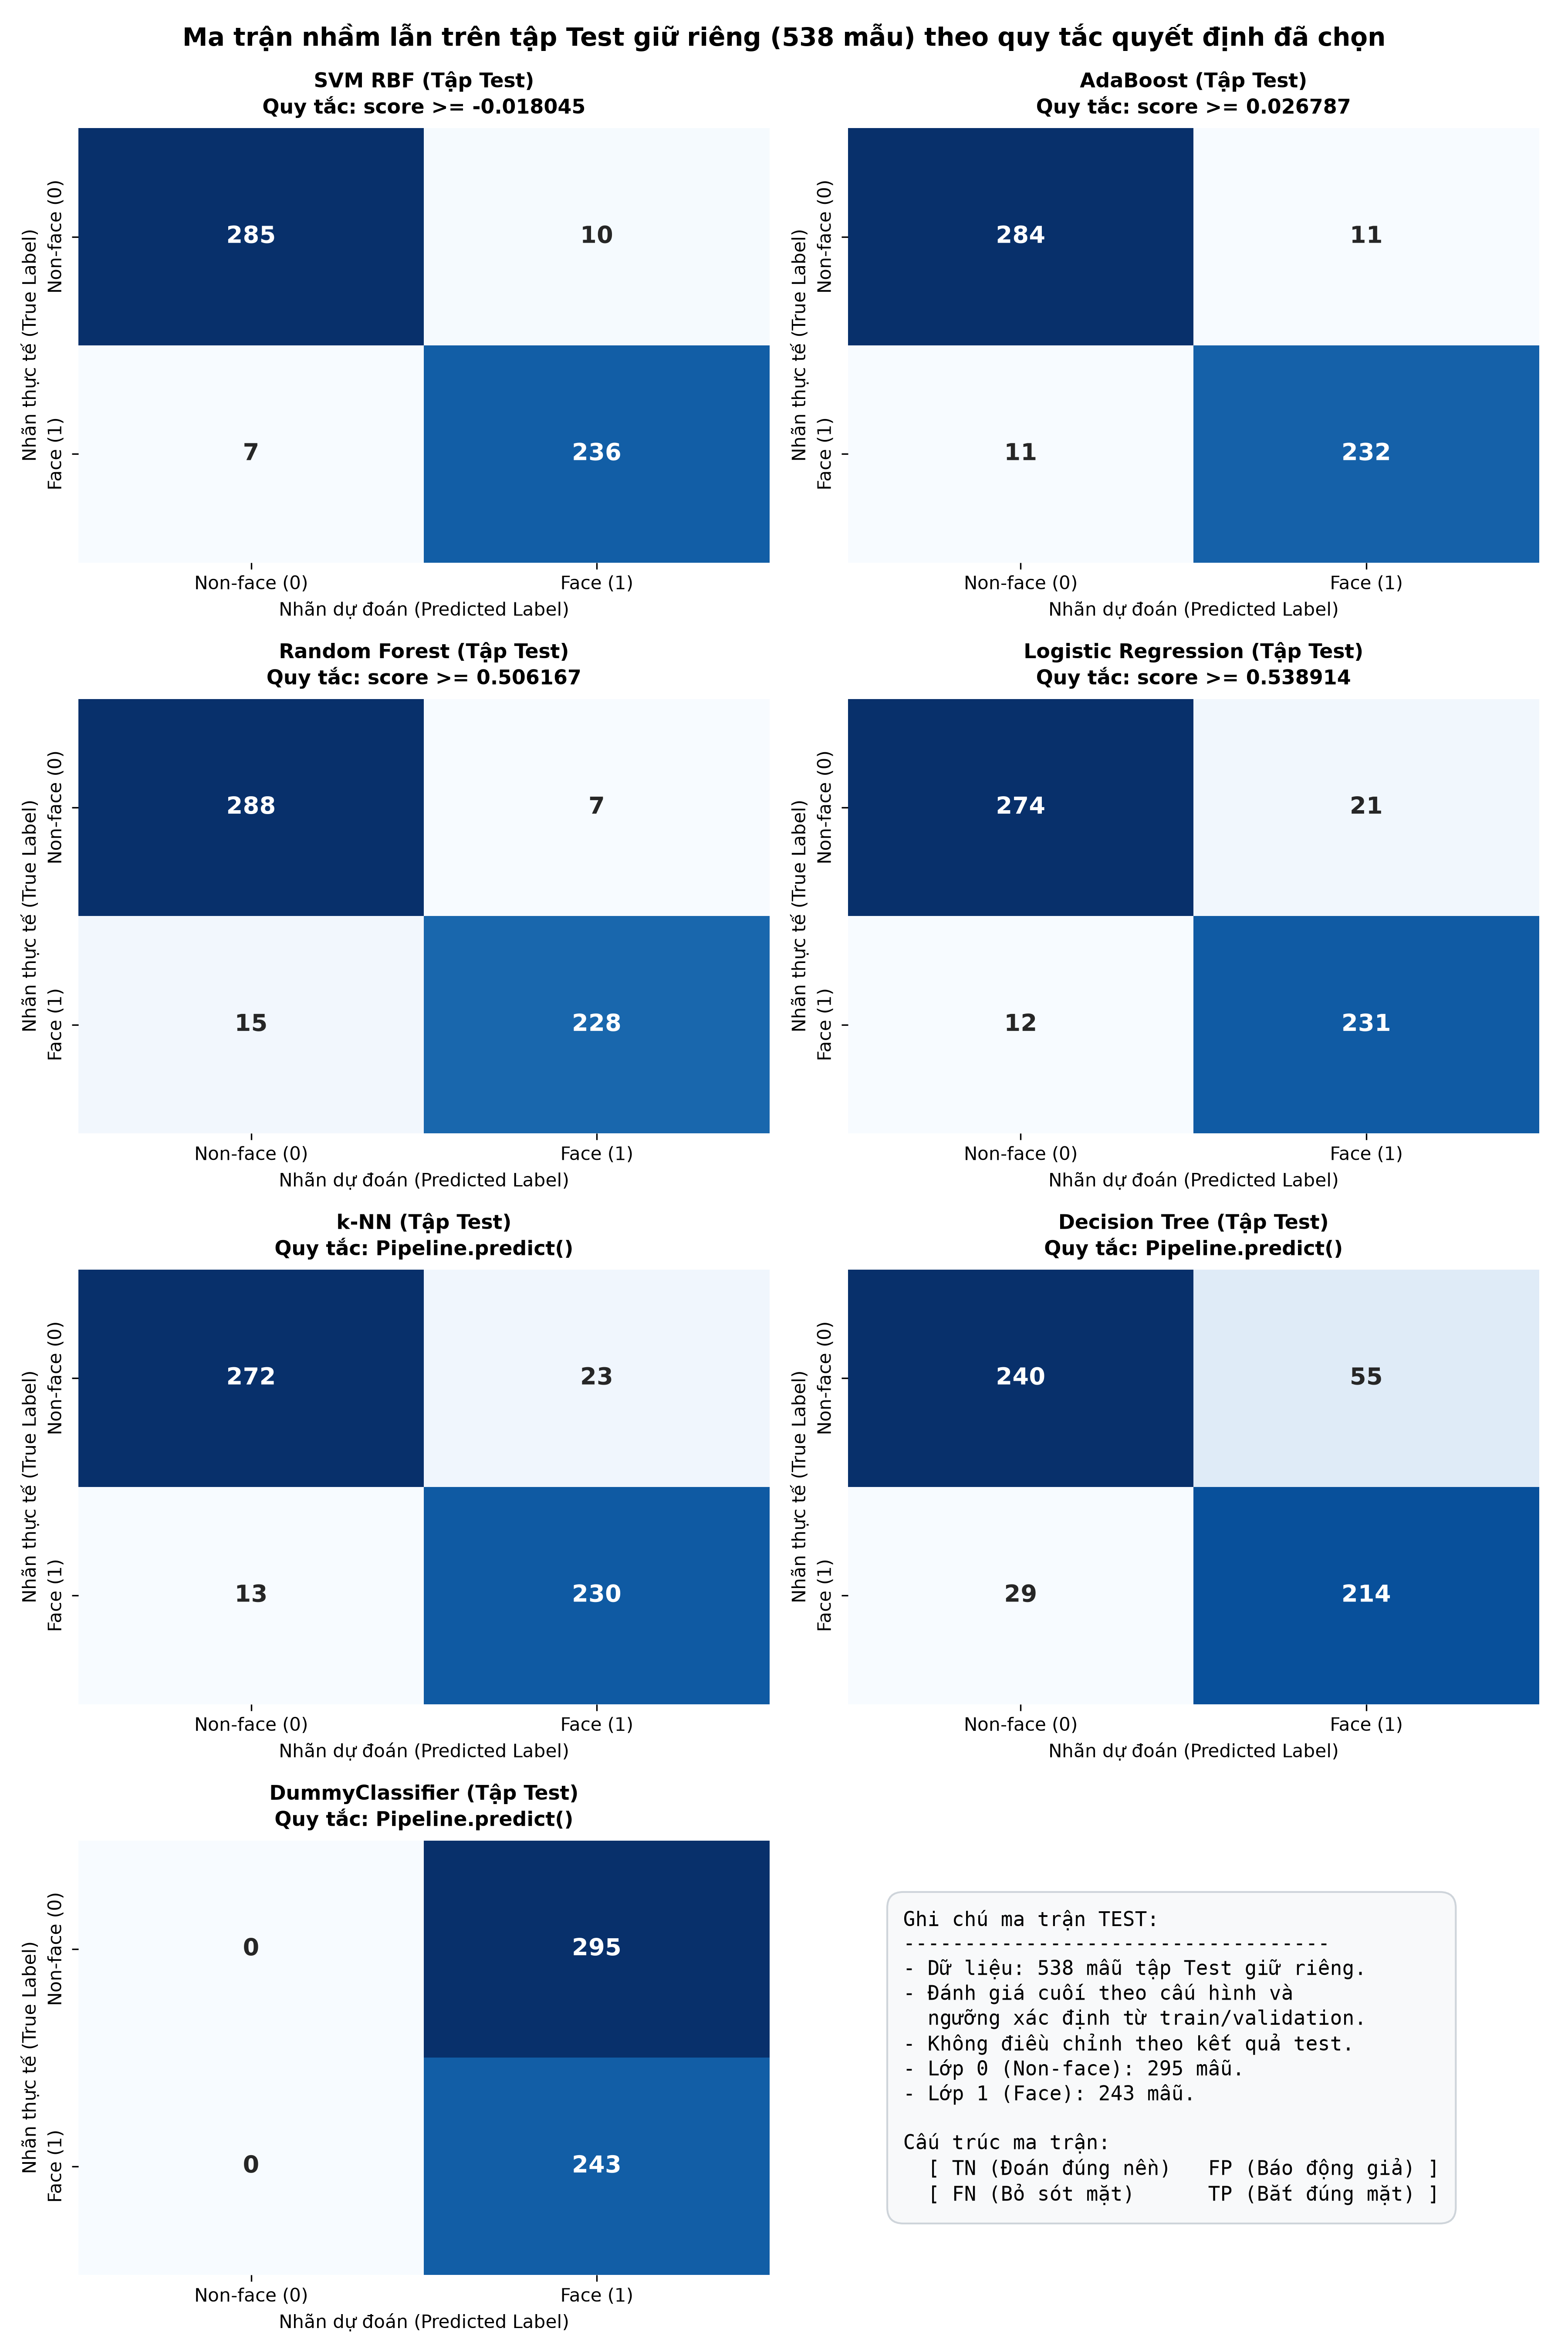 Ma trận nhầm lẫn trên tập Test giữ riêng (538 mẫu) theo quy tắc quyết định đã chọn
SVM RBF (Tập Test)
Quy tắc: score >= -0.018045
Nhãn thực tế (True Label)
Non-face (0)
285
10
Face (1)
7
236
Non-face (0)
Face (1)
Nhãn dự đoán (Predicted Label)
AdaBoost (Tập Test)
Quy tắc: score >= 0.026787
Nhãn thực tế (True Label)
Non-face (0)
284
11
Face (1)
11
232
Non-face (0)
Face (1)
Nhãn dự đoán (Predicted Label)
Random Forest (Tập Test)
Quy tắc: score >= 0.506167
Nhãn thực tế (True Label)
Non-face (0)
288
7
Face (1)
15
228
Non-face (0)
Face (1)
Nhãn dự đoán (Predicted Label)
Logistic Regression (Tập Test)
Quy tắc: score >= 0.538914
Nhãn thực tế (True Label)
Non-face (0)
274
21
Face (1)
12
231
Non-face (0)
Face (1)
Nhãn dự đoán (Predicted Label)
k-NN (Tập Test)
Quy tắc: Pipeline.predict()
Nhãn thực tế (True Label)
Non-face (0)
272
23
Face (1)
13
230
Non-face (0)
Face (1)
Nhãn dự đoán (Predicted Label)
Decision Tree (Tập Test)
Quy tắc: Pipeline.predict()
Nhãn thực tế (True Label)
Non-face (0)
240
55
Face (1)
29
214
Non-face (0)
Face (1)
Nhãn dự đoán (Predicted Label)
DummyClassifier (Tập Test)
Quy tắc: Pipeline.predict()
Nhãn thực tế (True Label)
Non-face (0)
0
295
Face (1)
0
243
Non-face (0)
Face (1)
Nhãn dự đoán (Predicted Label)
Ghi chú ma trận TEST:
-----------------------------------
- Dữ liệu: 538 mẫu tập Test giữ riêng.
- Đánh giá cuối theo cấu hình và
ngưỡng xác định từ train/validation.
- Không điều chỉnh theo kết quả test.
- Lớp 0 (Non-face): 295 mẫu.
- Lớp 1 (Face): 243 mẫu.
Cấu trúc ma trận:
[ TN (Đoán đúng nền) FP (Báo động giả) ]
[ FN (Bỏ sót mặt) TP (Bắt đúng mặt) ]